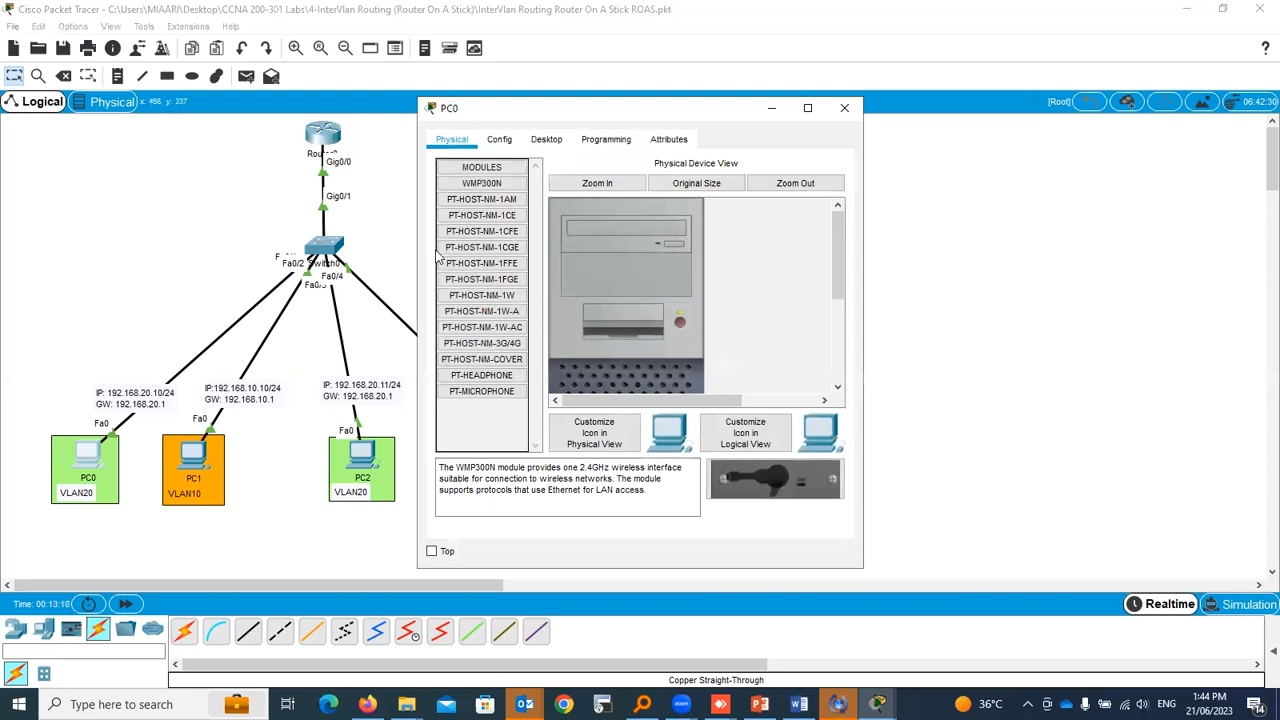 Cisco Packet Tracer - C:\Users\MIAARI\Desktop\CCNA 200-301 Labs\4-InterVlan Routing (Router On A Stick)\InterVlan Routing Router On A Stick ROAS.pkt
File Edit Options View Tools Extensions Help
Logical Physical x: 466, y: 237
[Root] 06:42:30
PC0
Physical Config Desktop Programming Attributes
MODULES
WMP300N
PT-HOST-NM-1AM
PT-HOST-NM-1CE
PT-HOST-NM-1CFE
PT-HOST-NM-1CGE
PT-HOST-NM-1FFE
PT-HOST-NM-1FGE
PT-HOST-NM-1W
PT-HOST-NM-1W-A
PT-HOST-NM-1W-AC
PT-HOST-NM-3G/4G
PT-HOST-NM-COVER
PT-HEADPHONE
PT-MICROPHONE
Physical Device View
Zoom In Original Size Zoom Out
Customize
Icon in
Physical View
Customize
Icon in
Logical View
The WMP300N module provides one 2.4GHz wireless interface
suitable for connection to wireless networks. The module
supports protocols that use Ethernet for LAN access.
Top
Gig0/0
Gig0/1
Fa0/2
Fa0/4
IP: 192.168.20.10/24
GW: 192.168.20.1
IP:192.168.10.10/24
GW: 192.168.10.1
IP: 192.168.20.11/24
GW: 192.168.20.1
Fa0
Fa0
Fa0
PC0
VLAN20
PC1
VLAN10
PC2
VLAN20
Time: 00:13:18
Realtime Simulation
Copper Straight-Through
Type here to search
36°C
1:44 PM
21/06/2023